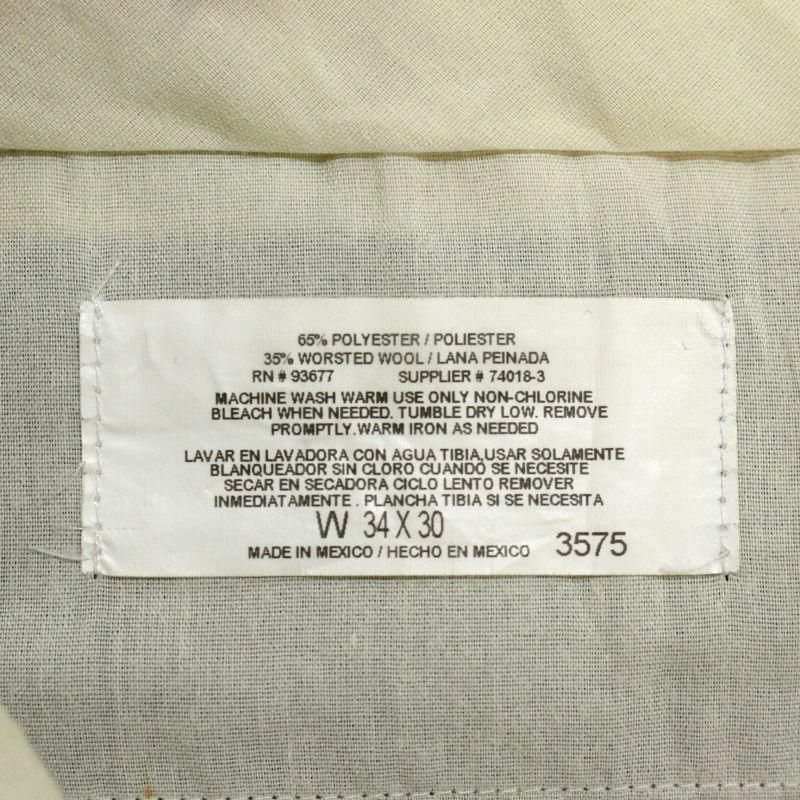 65% POLYESTER / POLIESTER
35% WORSTED WOOL / LANA PEINADA
RN # 93677 SUPPLIER # 74018-3
MACHINE WASH WARM USE ONLY NON-CHLORINE
BLEACH WHEN NEEDED. TUMBLE DRY LOW. REMOVE
PROMPTLY. WARM IRON AS NEEDED
LAVAR EN LAVADORA CON AGUA TIBIA, USAR SOLAMENTE
BLANQUEADOR SIN CLORO CUANDO SE NECESITE
SECAR EN SECADORA CICLO LENTO REMOVER
INMEDIATAMENTE . PLANCHA TIBIA SI SE NECESITA
W 34 X 30
MADE IN MEXICO / HECHO EN MEXICO 3575